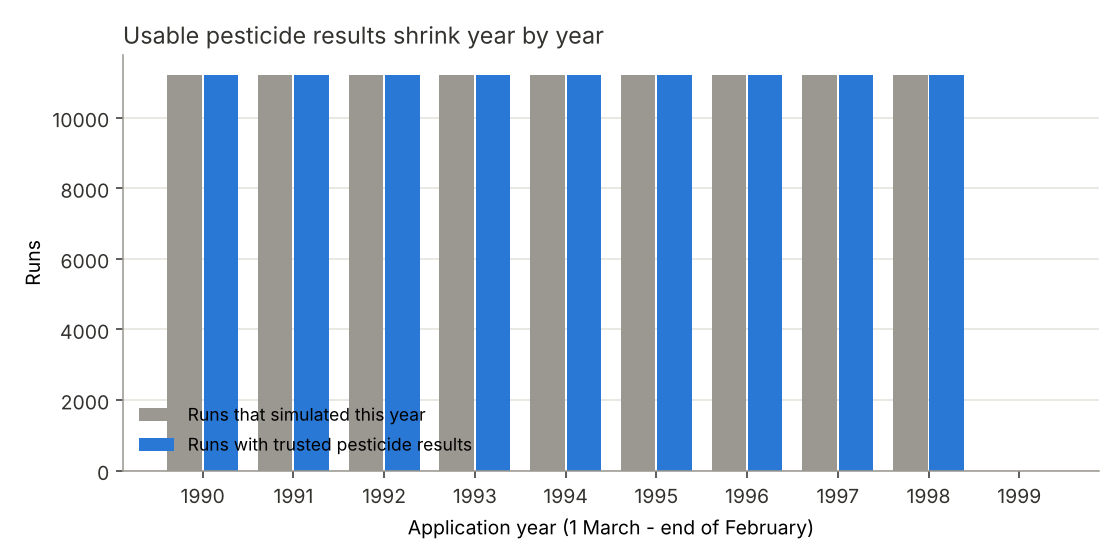 Usable pesticide results shrink year by year
10000
8000
6000
4000
2000
0
Runs
Runs that simulated this year
Runs with trusted pesticide results
1990 1991 1992 1993 1994 1995 1996 1997 1998 1999
Application year (1 March - end of February)